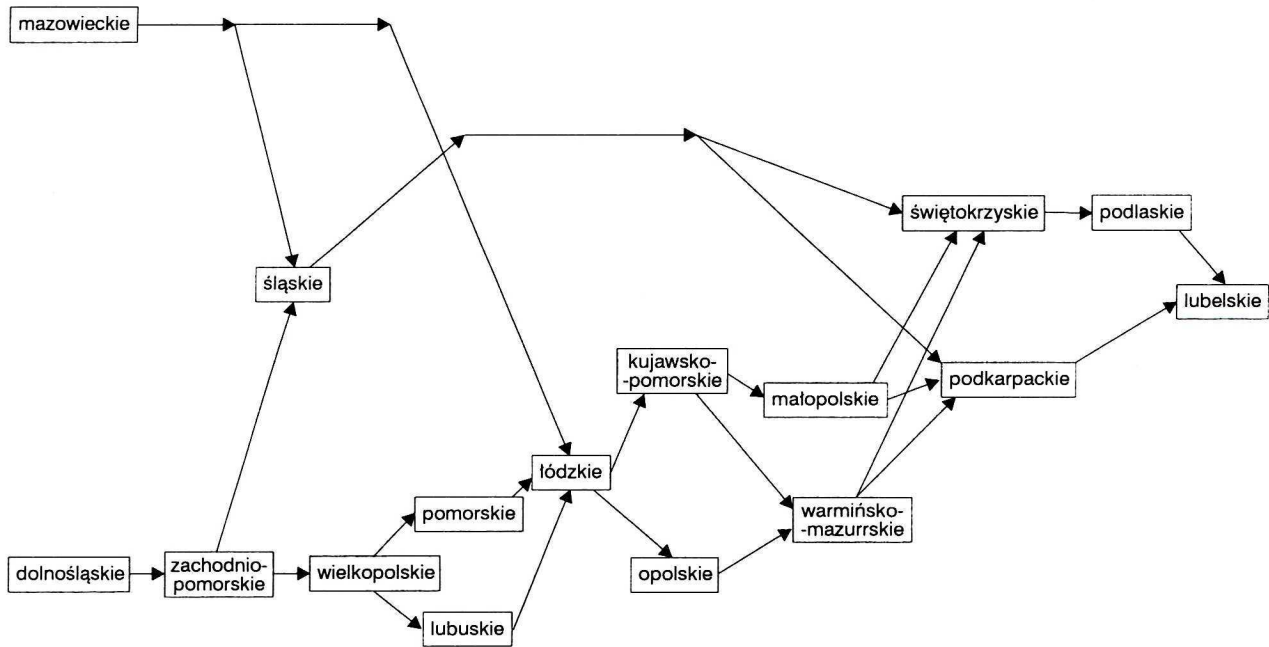 mazowieckie
świętokrzyskie
podlaskie
śląskie
lubelskie
kujawsko-
-pomorskie
małopolskie
podkarpackie
łódzkie
pomorskie
warmińsko-
-mazurrskie
dolnośląskie
zachodnio-
pomorskie
wielkopolskie
opolskie
lubuskie